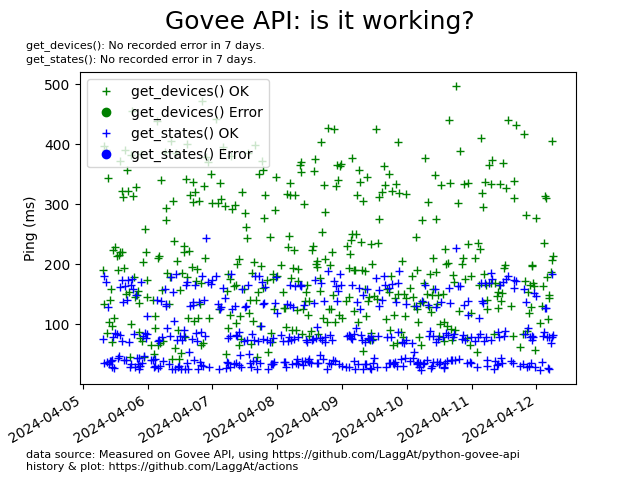 Govee API: is it working?
get_devices(): No recorded error in 7 days.
get_states(): No recorded error in 7 days.
get_devices() OK
get_devices() Error
get_states() OK
get_states() Error
500
400
300
200
100
Ping (ms)
2024-04-05
2024-04-06
2024-04-07
2024-04-08
2024-04-09
2024-04-10
2024-04-11
2024-04-12
data source: Measured on Govee API, using https://github.com/LaggAt/python-govee-api
history & plot: https://github.com/LaggAt/actions